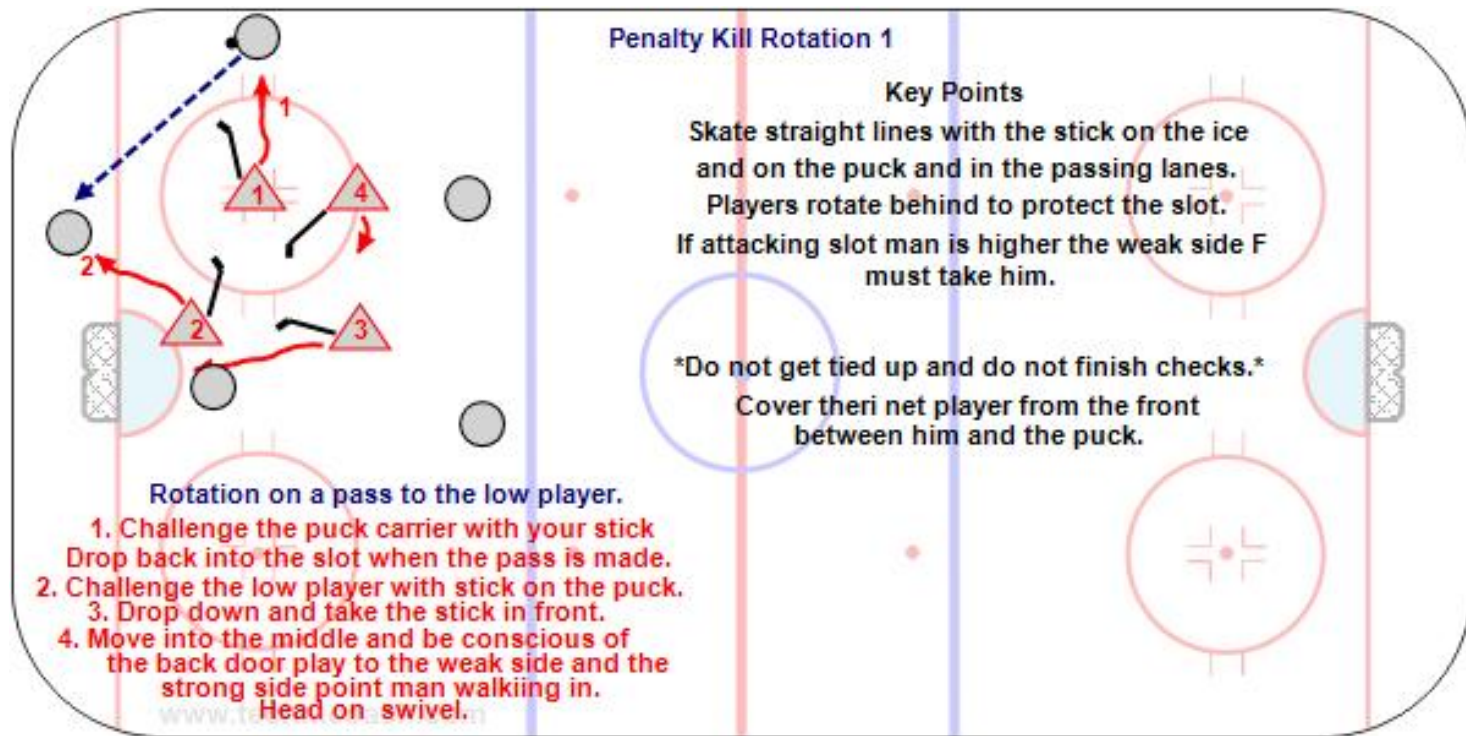 Penalty Kill Rotation 1
Key Points
Skate straight lines with the stick on the ice
and on the puck and in the passing lanes.
Players rotate behind to protect the slot.
If attacking slot man is higher the weak side F
must take him.
*Do not get tied up and do not finish checks.*
Cover theri net player from the front
between him and the puck.
1
1
4
2
2
3
Rotation on a pass to the low player.
1. Challenge the puck carrier with your stick
Drop back into the slot when the pass is made.
2. Challenge the low player with stick on the puck.
3. Drop down and take the stick in front.
4. Move into the middle and be conscious of
the back door play to the weak side and the
strong side point man walkiing in.
Head on swivel.